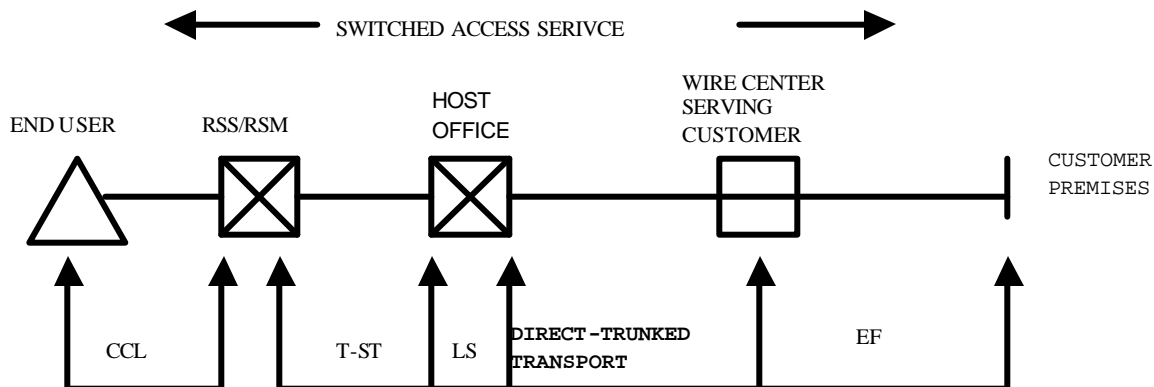 SWITCHED ACCESS SERIVCE
END USER
RSS/RSM
HOST
OFFICE
WIRE CENTER
SERVING
CUSTOMER
CUSTOMER
PREMISES
CCL
T-ST
LS
DIRECT-TRUNKED
TRANSPORT
EF